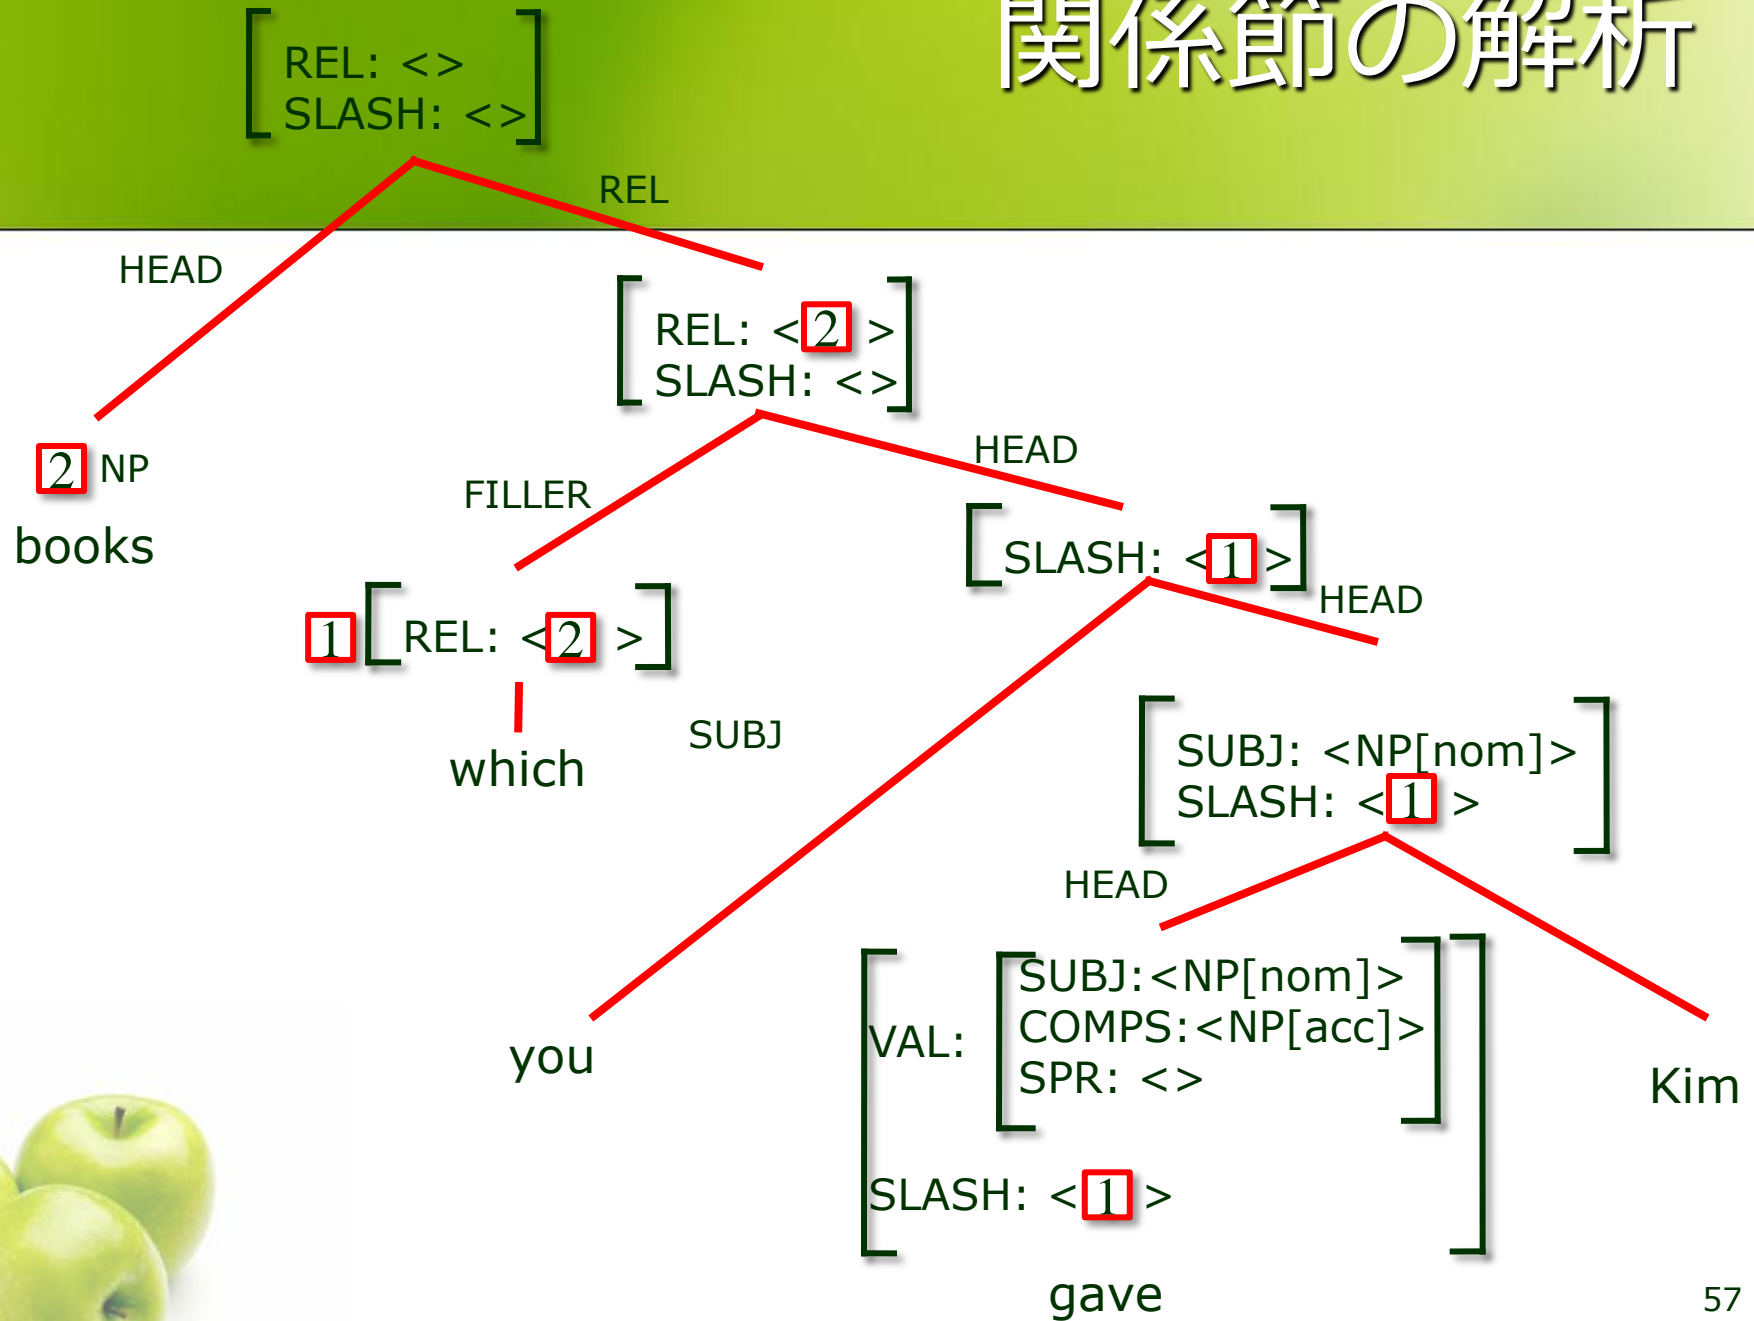 関係節の解析
REL: <>
SLASH: <>
REL
HEAD
REL: <2 >
SLASH: <>
HEAD
2 NP
FILLER
books
SLASH: <1 >
HEAD
1 REL: <2 >
SUBJ
which
SUBJ: <NP[nom]>
SLASH: <1 >
HEAD
SUBJ:<NP[nom]>
COMPS:<NP[acc]>
VAL:
SPR: <>
you
Kim
SLASH: <1 >
gave
57